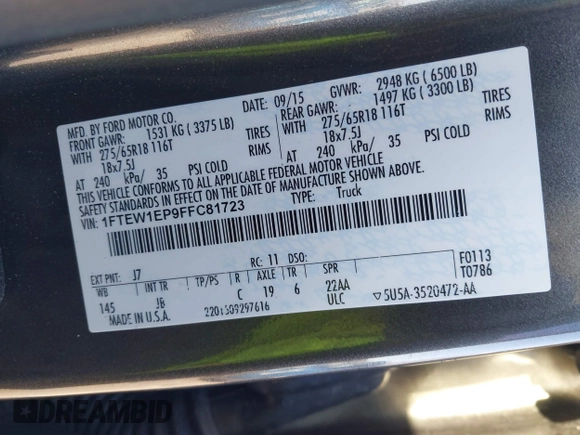 MFD. BY FORD MOTOR CO. DATE: 09/15 GVWR: 2948 KG ( 6500 LB)
FRONT GAWR: 1531 KG ( 3375 LB) REAR GAWR: 1497 KG ( 3300 LB)
WITH 275/65R18 116T TIRES 275/65R18 116T TIRES
18x7.5J RIMS 18x7.5J RIMS
AT 240 kPa/ 35 PSI COLD AT 240 kPa/ 35 PSI COLD
THIS VEHICLE CONFORMS TO ALL APPLICABLE FEDERAL MOTOR VEHICLE
SAFETY STANDARDS IN EFFECT ON THE DATE OF MANUFACTURE SHOWN ABOVE.
VIN: 1FTEW1EP9FFC81723 TYPE: Truck
F0113
T0786
EXT PNT: J7 RC: 11 DSO:
WB INT TR TP/PS R AXLE TR SPR
145 JB C 19 6 22AA
MADE IN U.S.A. 220 509297616 ULC ▽5U5A-3520472-AA
DREAMBID